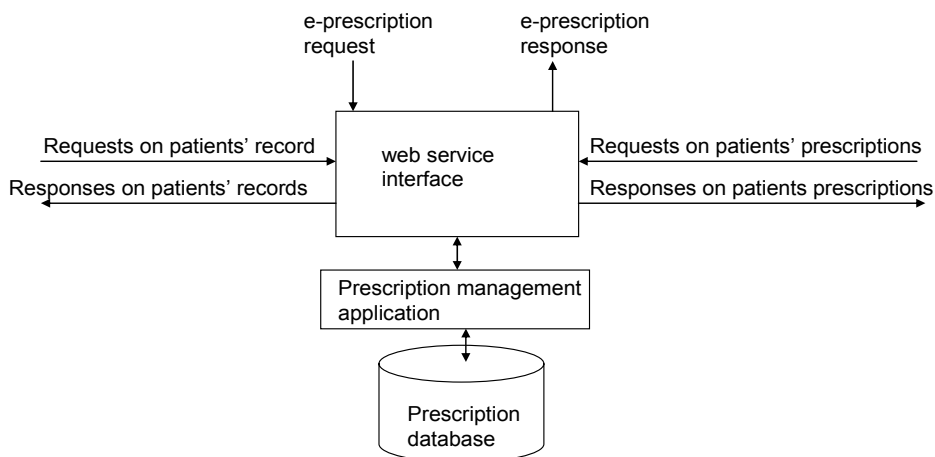 e-prescription
request
e-prescription
response
Requests on patients’ record
Responses on patients’ records
web service
interface
Requests on patients’ prescriptions
Responses on patients prescriptions
Prescription management
application
Prescription
database